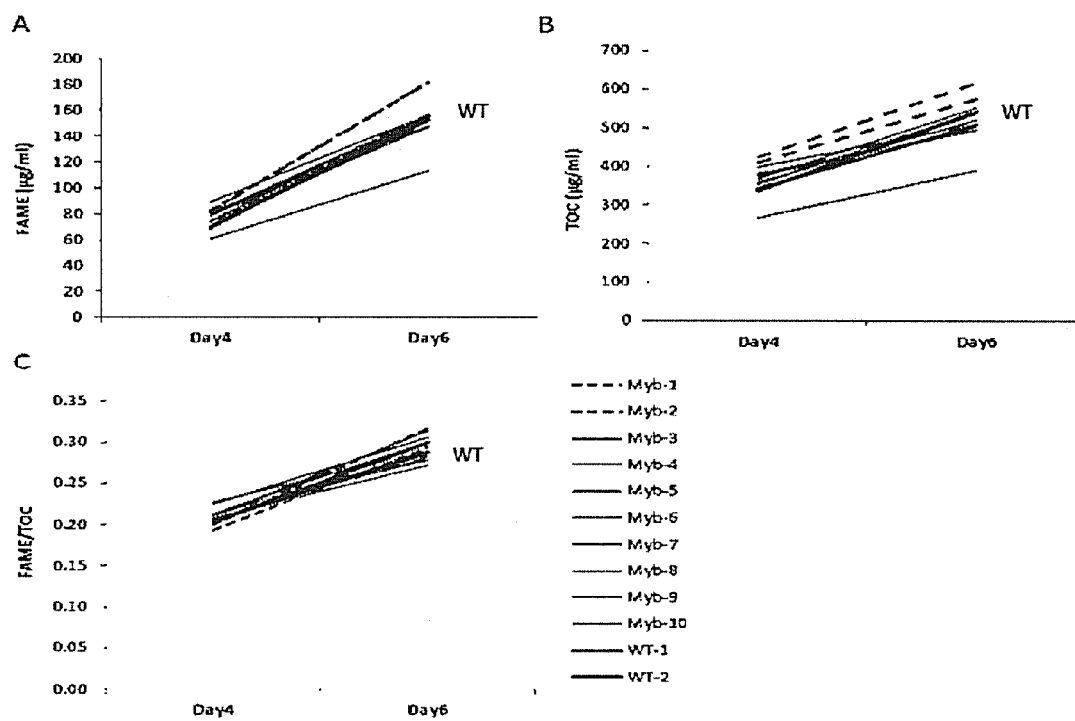 A
FAME (µg/ml)
200
180
160
140
120
100
80
60
40
20
0
WT
Day4 Day6
B
TOC (µg/ml)
700
600
500
400
300
200
100
0
WT
Day4 Day6
C
FAME/TOC
0.35
0.30
0.25
0.20
0.15
0.10
0.05
0.00
WT
Day4 Day6
Myb-1
Myb-2
Myb-3
Myb-4
Myb-5
Myb-6
Myb-7
Myb-8
Myb-9
Myb-10
WT-1
WT-2